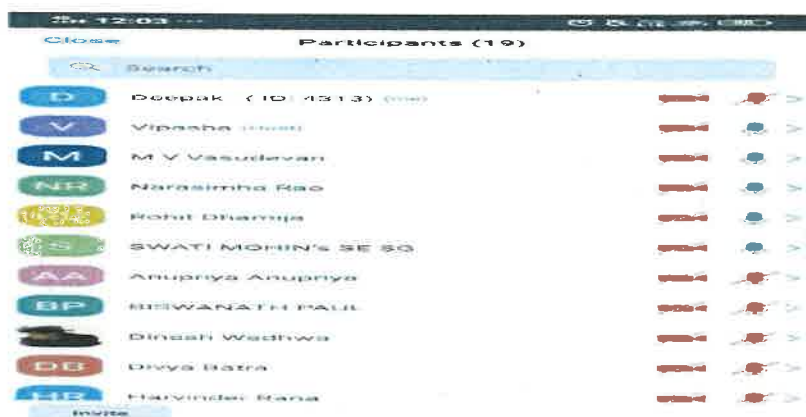 12:03
Close Participants (19)
Search
D Deepak ( ID: 4313) (me)
V Vipasha (Host)
M M V Vasudevan
NR Narasimha Rao
Rohit Dhamija
S SWATI MOHIN's SE 5G
AA Anupriya Anupriya
BP BISWANATH PAUL
Dinesh Wadhwa
DB Divya Batra
HR Harvinder Rana
Invite